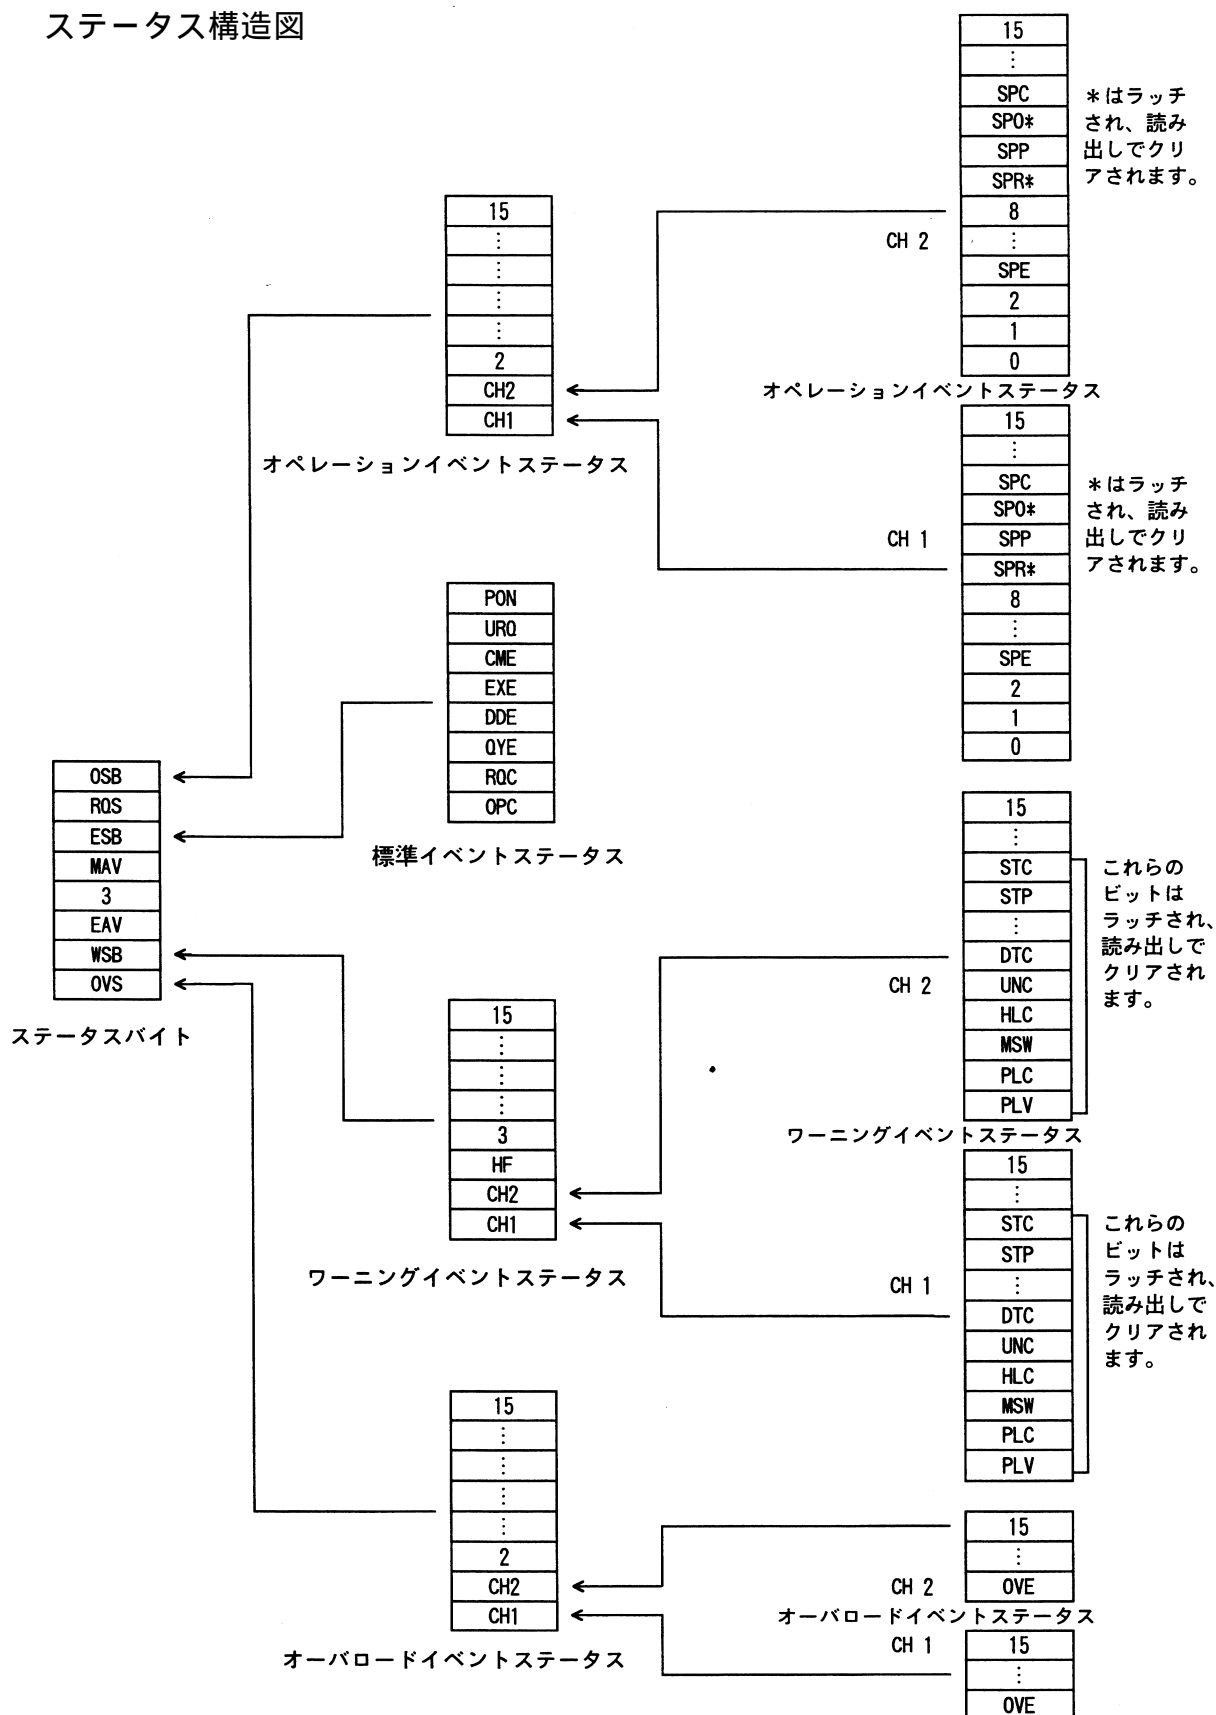 ステータス構造図
15
⋮
SPC
SPO*
SPP
SPR*
8
⋮
SPE
2
1
0
*はラッチ
され、読み
出しでクリ
アされます。
CH 2
オペレーションイベントステータス
15
⋮
SPC
SPO*
SPP
SPR*
8
⋮
SPE
2
1
0
*はラッチ
され、読み
出しでクリ
アされます。
CH 1
15
⋮
⋮
⋮
⋮
2
CH2
CH1
オペレーションイベントステータス
PON
URQ
CME
EXE
DDE
QYE
RQC
OPC
標準イベントステータス
OSB
RQS
ESB
MAV
3
EAV
WSB
OVS
ステータスバイト
15
⋮
STC
STP
⋮
DTC
UNC
HLC
MSW
PLC
PLV
これらの
ビットは
ラッチされ、
読み出しで
クリアされ
ます。
CH 2
ワーニングイベントステータス
15
⋮
STC
STP
⋮
DTC
UNC
HLC
MSW
PLC
PLV
これらの
ビットは
ラッチされ、
読み出しで
クリアされ
ます。
CH 1
15
⋮
⋮
⋮
3
HF
CH2
CH1
ワーニングイベントステータス
15
⋮
⋮
⋮
⋮
2
CH2
CH1
オーバロードイベントステータス
15
⋮
OVE
CH 2
オーバロードイベントステータス
CH 1
15
⋮
OVE